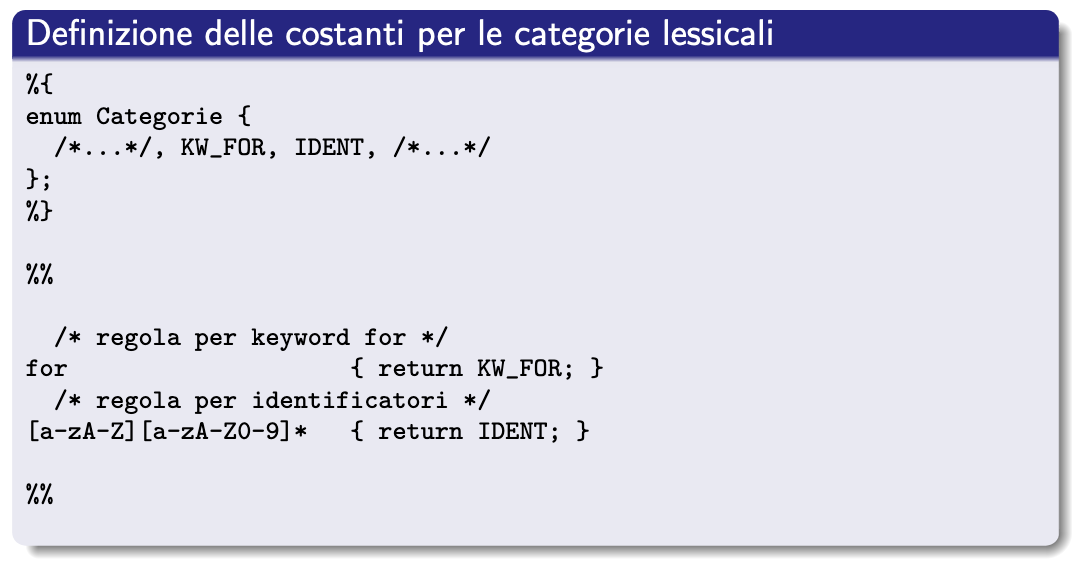 Definizione delle costanti per le categorie lessicali
%{
enum Categorie {
  /*...*/, KW_FOR, IDENT, /*...*/
};
%}
%%
  /* regola per keyword for */
for                    { return KW_FOR; }
  /* regola per identificatori */
[a-zA-Z][a-zA-Z0-9]*   { return IDENT; }
%%